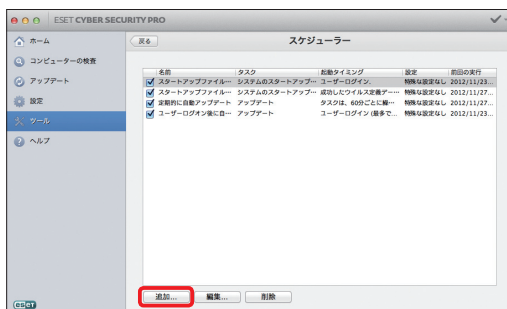 ESET CYBER SECURITY PRO
ホーム
コンピューターの検査
アップデート
設定
ツール
ヘルプ
戻る スケジューラー
名前 タスク 起動タイミング 設定 前回の実行
スタートアップファイル… システムのスタートアップ… ユーザーログイン. 特殊な設定なし 2012/11/23...
スタートアップファイル… システムのスタートアップ… 成功したウイルス定義デー… 特殊な設定なし 2012/11/27...
定期的に自動アップデート アップデート タスクは、60分ごとに繰… 特殊な設定なし 2012/11/27...
ユーザーログオン後に自… アップデート ユーザーログイン (最多で… 特殊な設定なし 2012/11/23...
追加... 編集... 削除
eseT